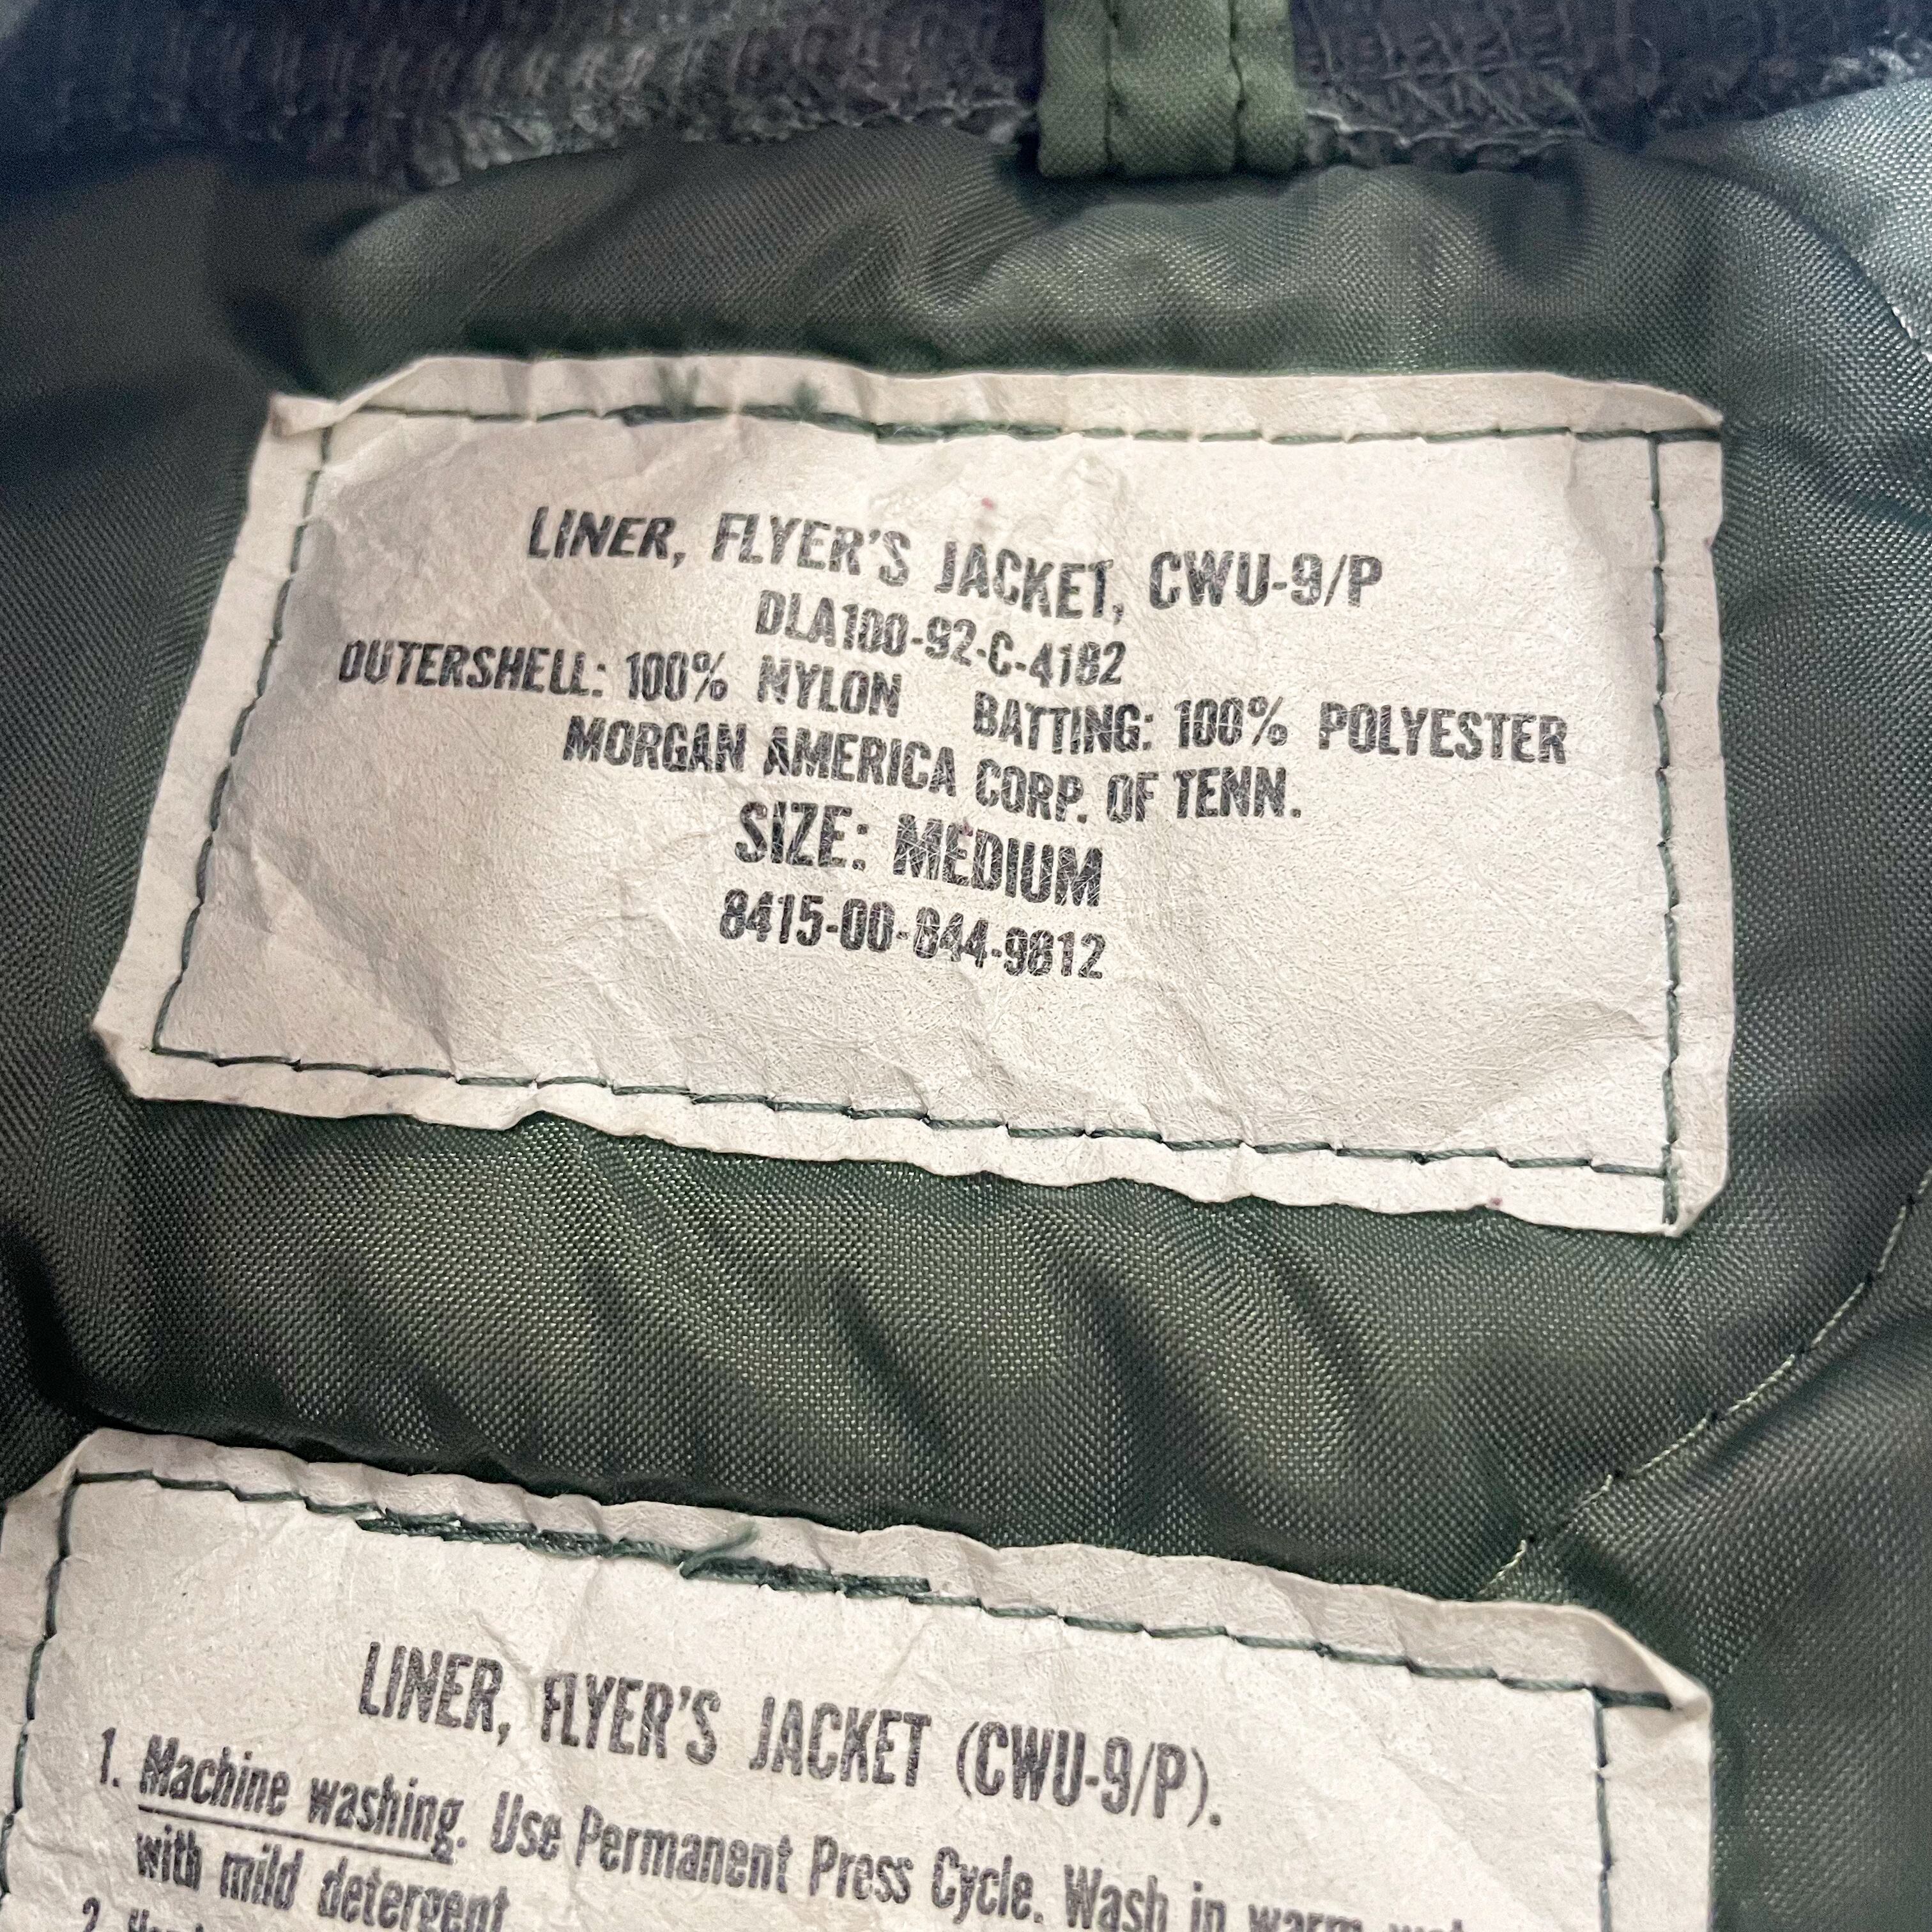 LINER, FLYER'S JACKET, CWU-9/P
DLA100-92-C-4182
OUTERSHELL: 100% NYLON BATTING: 100% POLYESTER
MORGAN AMERICA CORP. OF TENN.
SIZE: MEDIUM
8415-00-844-9812
LINER, FLYER'S JACKET (CWU-9/P).
1. Machine washing. Use Permanent Press Cycle. Wash in warm
with mild detergent
2.